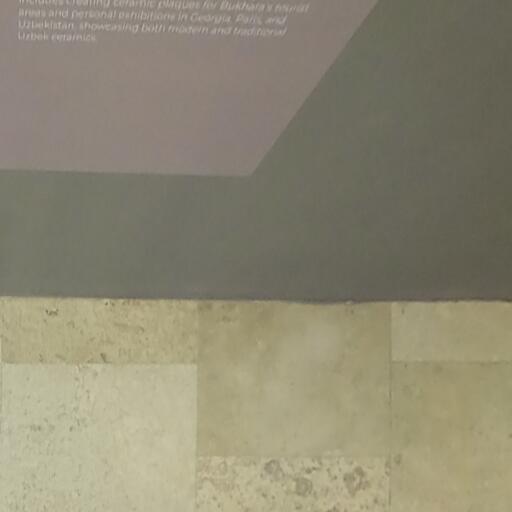 includes creating ceramic plaques for Bukhara's tourist
areas and personal exhibitions in Georgia, Paris, and
Uzbekistan, showcasing both modern and traditional
Uzbek ceramics.